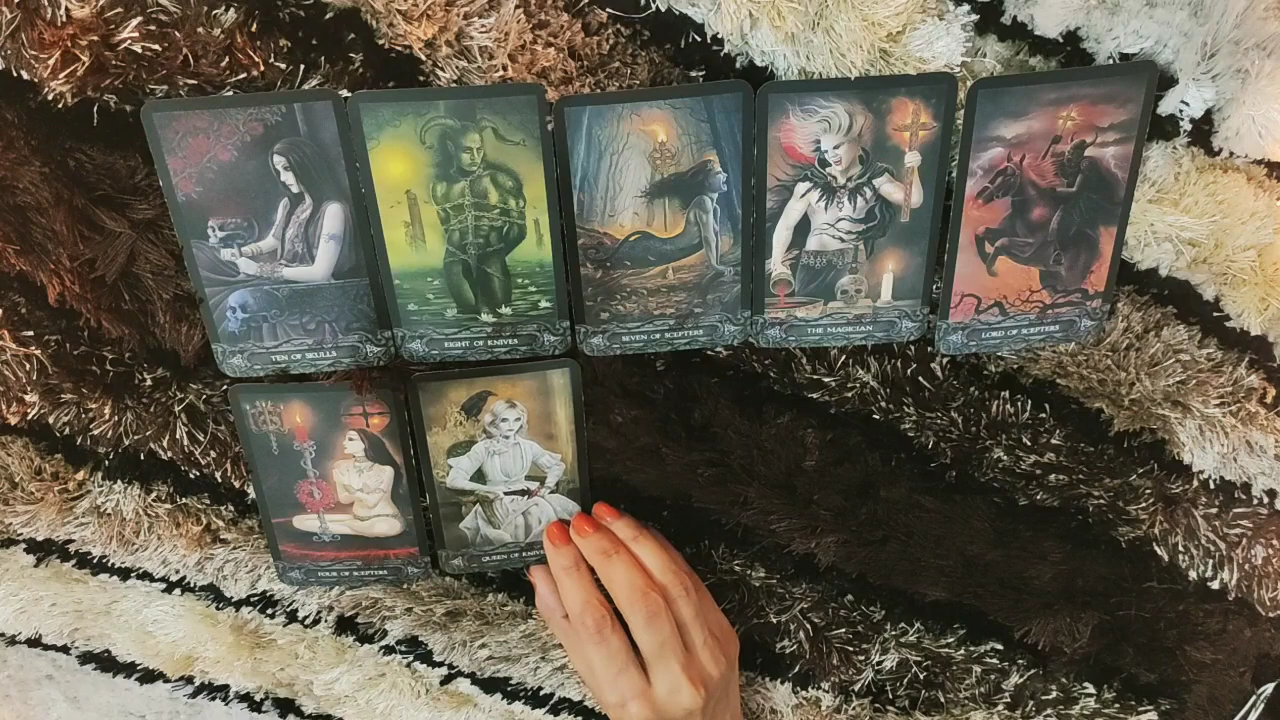 TEN OF SKULLS
EIGHT OF KNIVES
SEVEN OF SCEPTERS
THE MAGICIAN
LORD OF SCEPTERS
FOUR OF SCEPTERS
QUEEN OF KNIVE